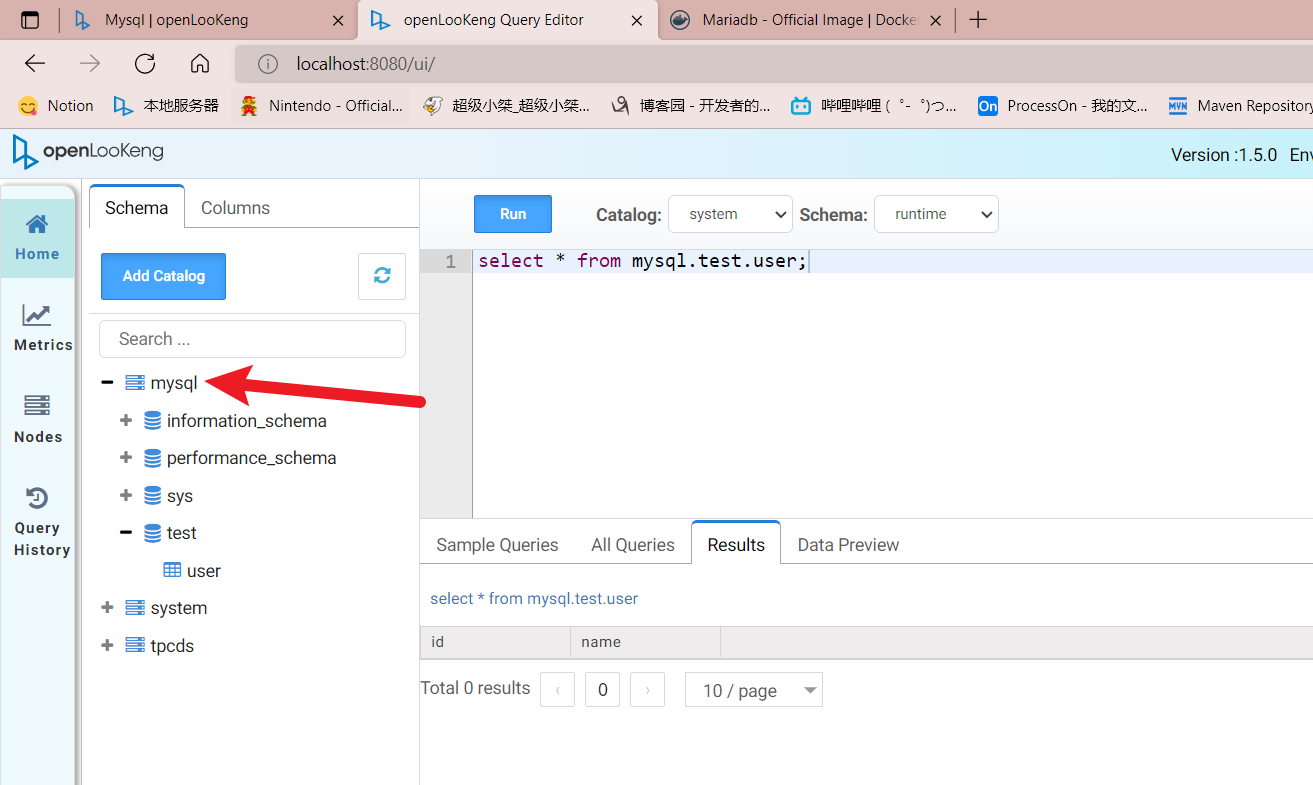 Mysql | openLooKeng
openLooKeng Query Editor
Mariadb - Official Image | Docke
localhost:8080/ui/
Notion
本地服务器
Nintendo - Official...
超级小桀_超级小桀...
博客园 - 开发者的...
哔哩哔哩 (゜-゜)つ...
On
ProcessOn - 我的文...
MVN
Maven Repository
openLooKeng
Version :1.5.0
Env
Home
Metrics
Nodes
Query
History
Schema
Columns
Add Catalog
Search ...
mysql
information_schema
performance_schema
sys
test
user
system
tpcds
Run
Catalog:
system
Schema:
runtime
1
select * from mysql.test.user;
Sample Queries
All Queries
Results
Data Preview
select * from mysql.test.user
id
name
Total 0 results
‹
0
›
10 / page